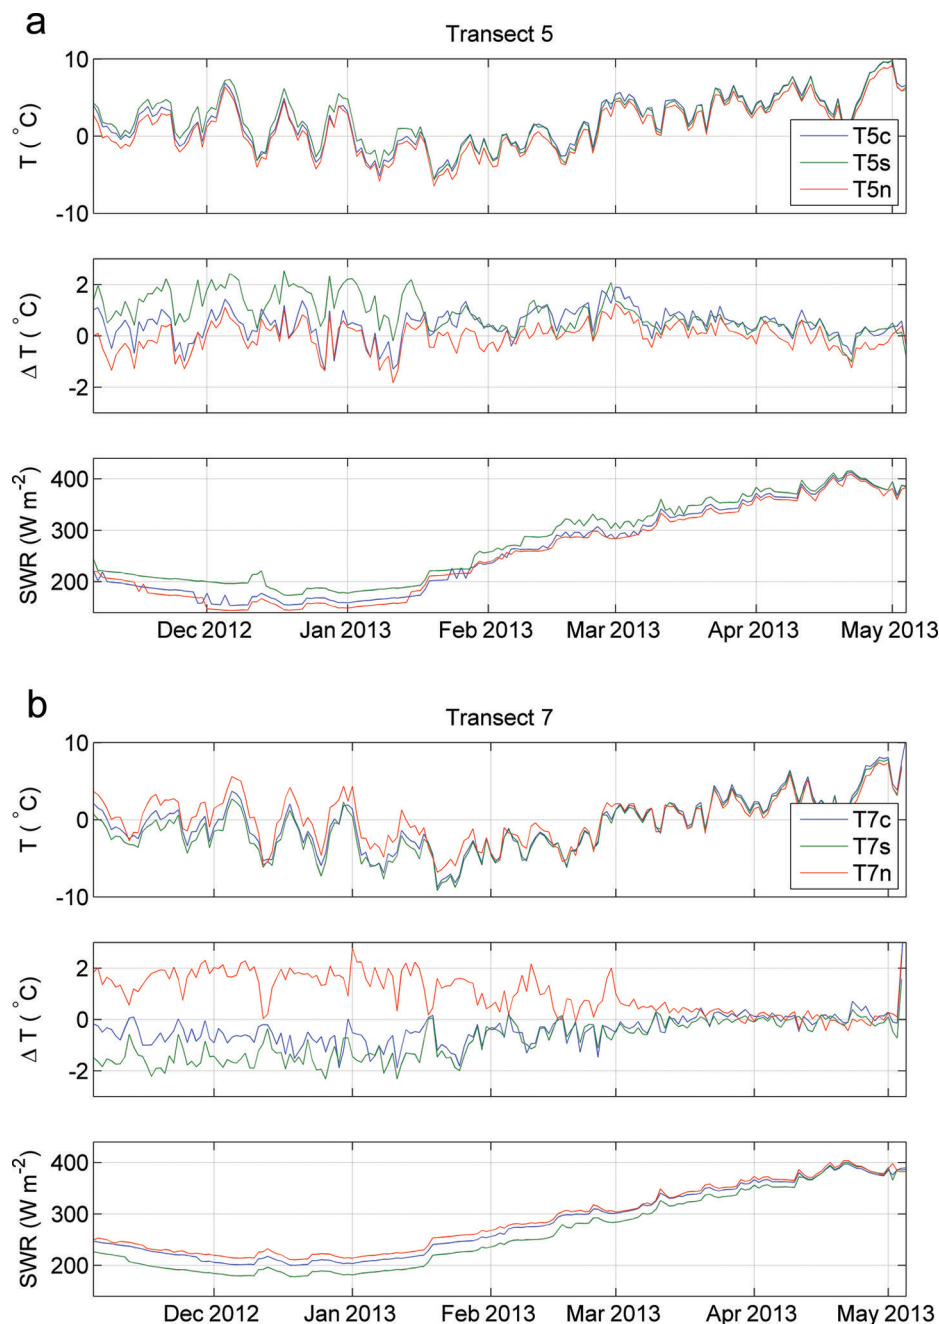 a
Transect 5
10
0
-10
T ( °C)
T5c
T5s
T5n
2
0
-2
Δ T ( °C)
400
300
200
SWR (W m-2)
Dec 2012 Jan 2013 Feb 2013 Mar 2013 Apr 2013 May 2013
b
Transect 7
10
0
-10
T ( °C)
T7c
T7s
T7n
2
0
-2
Δ T ( °C)
400
300
200
SWR (W m-2)
Dec 2012 Jan 2013 Feb 2013 Mar 2013 Apr 2013 May 2013